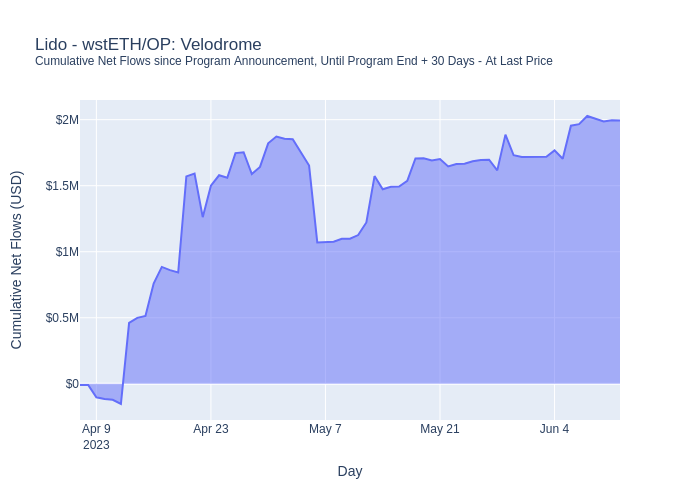 Lido - wstETH/OP: Velodrome
Cumulative Net Flows since Program Announcement, Until Program End + 30 Days - At Last Price
Cumulative Net Flows (USD)
$2M
$1.5M
$1M
$0.5M
$0
Apr 9
2023
Apr 23
May 7
May 21
Jun 4
Day